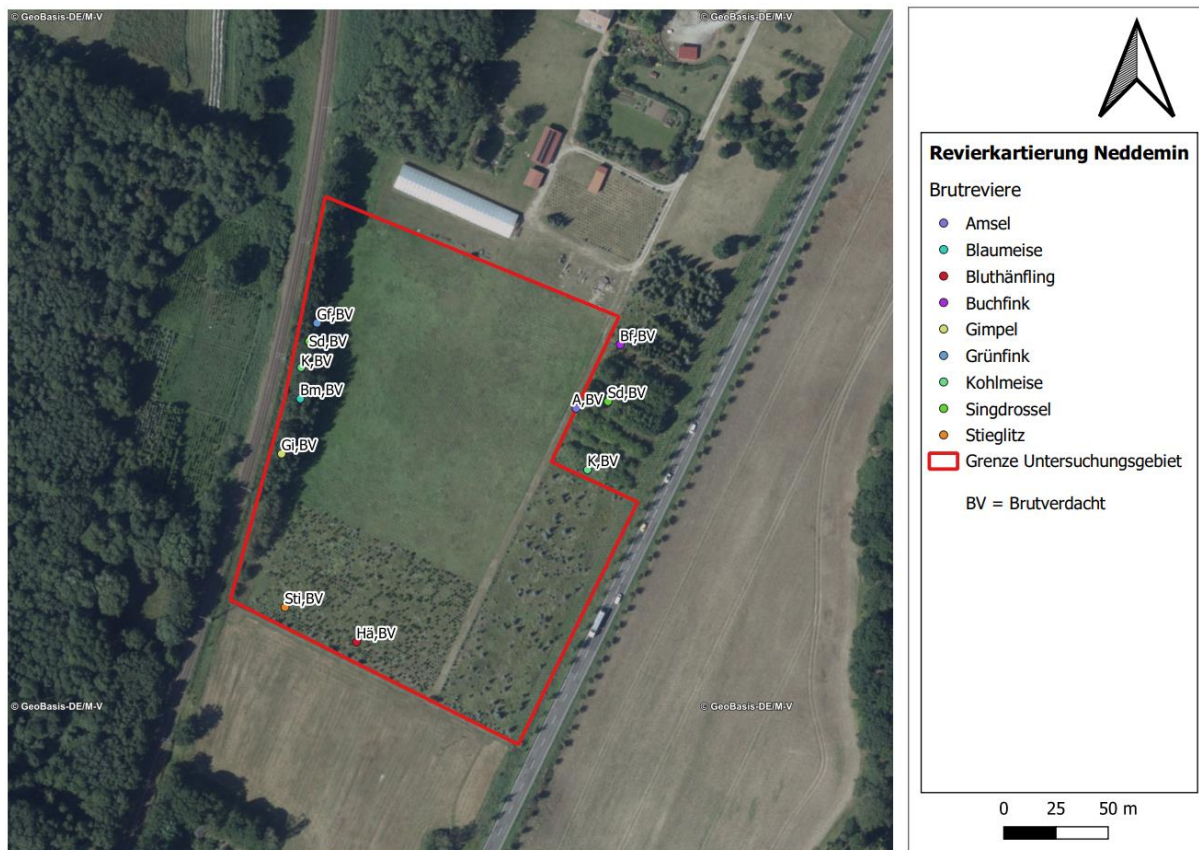 © GeoBasis-DE/M-V
© GeoBasis-DE/M-V
Gf,BV
Sd,BV
K,BV
Bm,BV
Gi,BV
Bf,BV
Sd,BV
A,BV
K,BV
Sti,BV
Hä,BV
© GeoBasis-DE/M-V
© GeoBasis-DE/M-V
Revierkartierung Neddemin
Brutreviere
Amsel
Blaumeise
Bluthänfling
Buchfink
Gimpel
Grünfink
Kohlmeise
Singdrossel
Stieglitz
Grenze Untersuchungsgebiet
BV = Brutverdacht
0 25 50 m